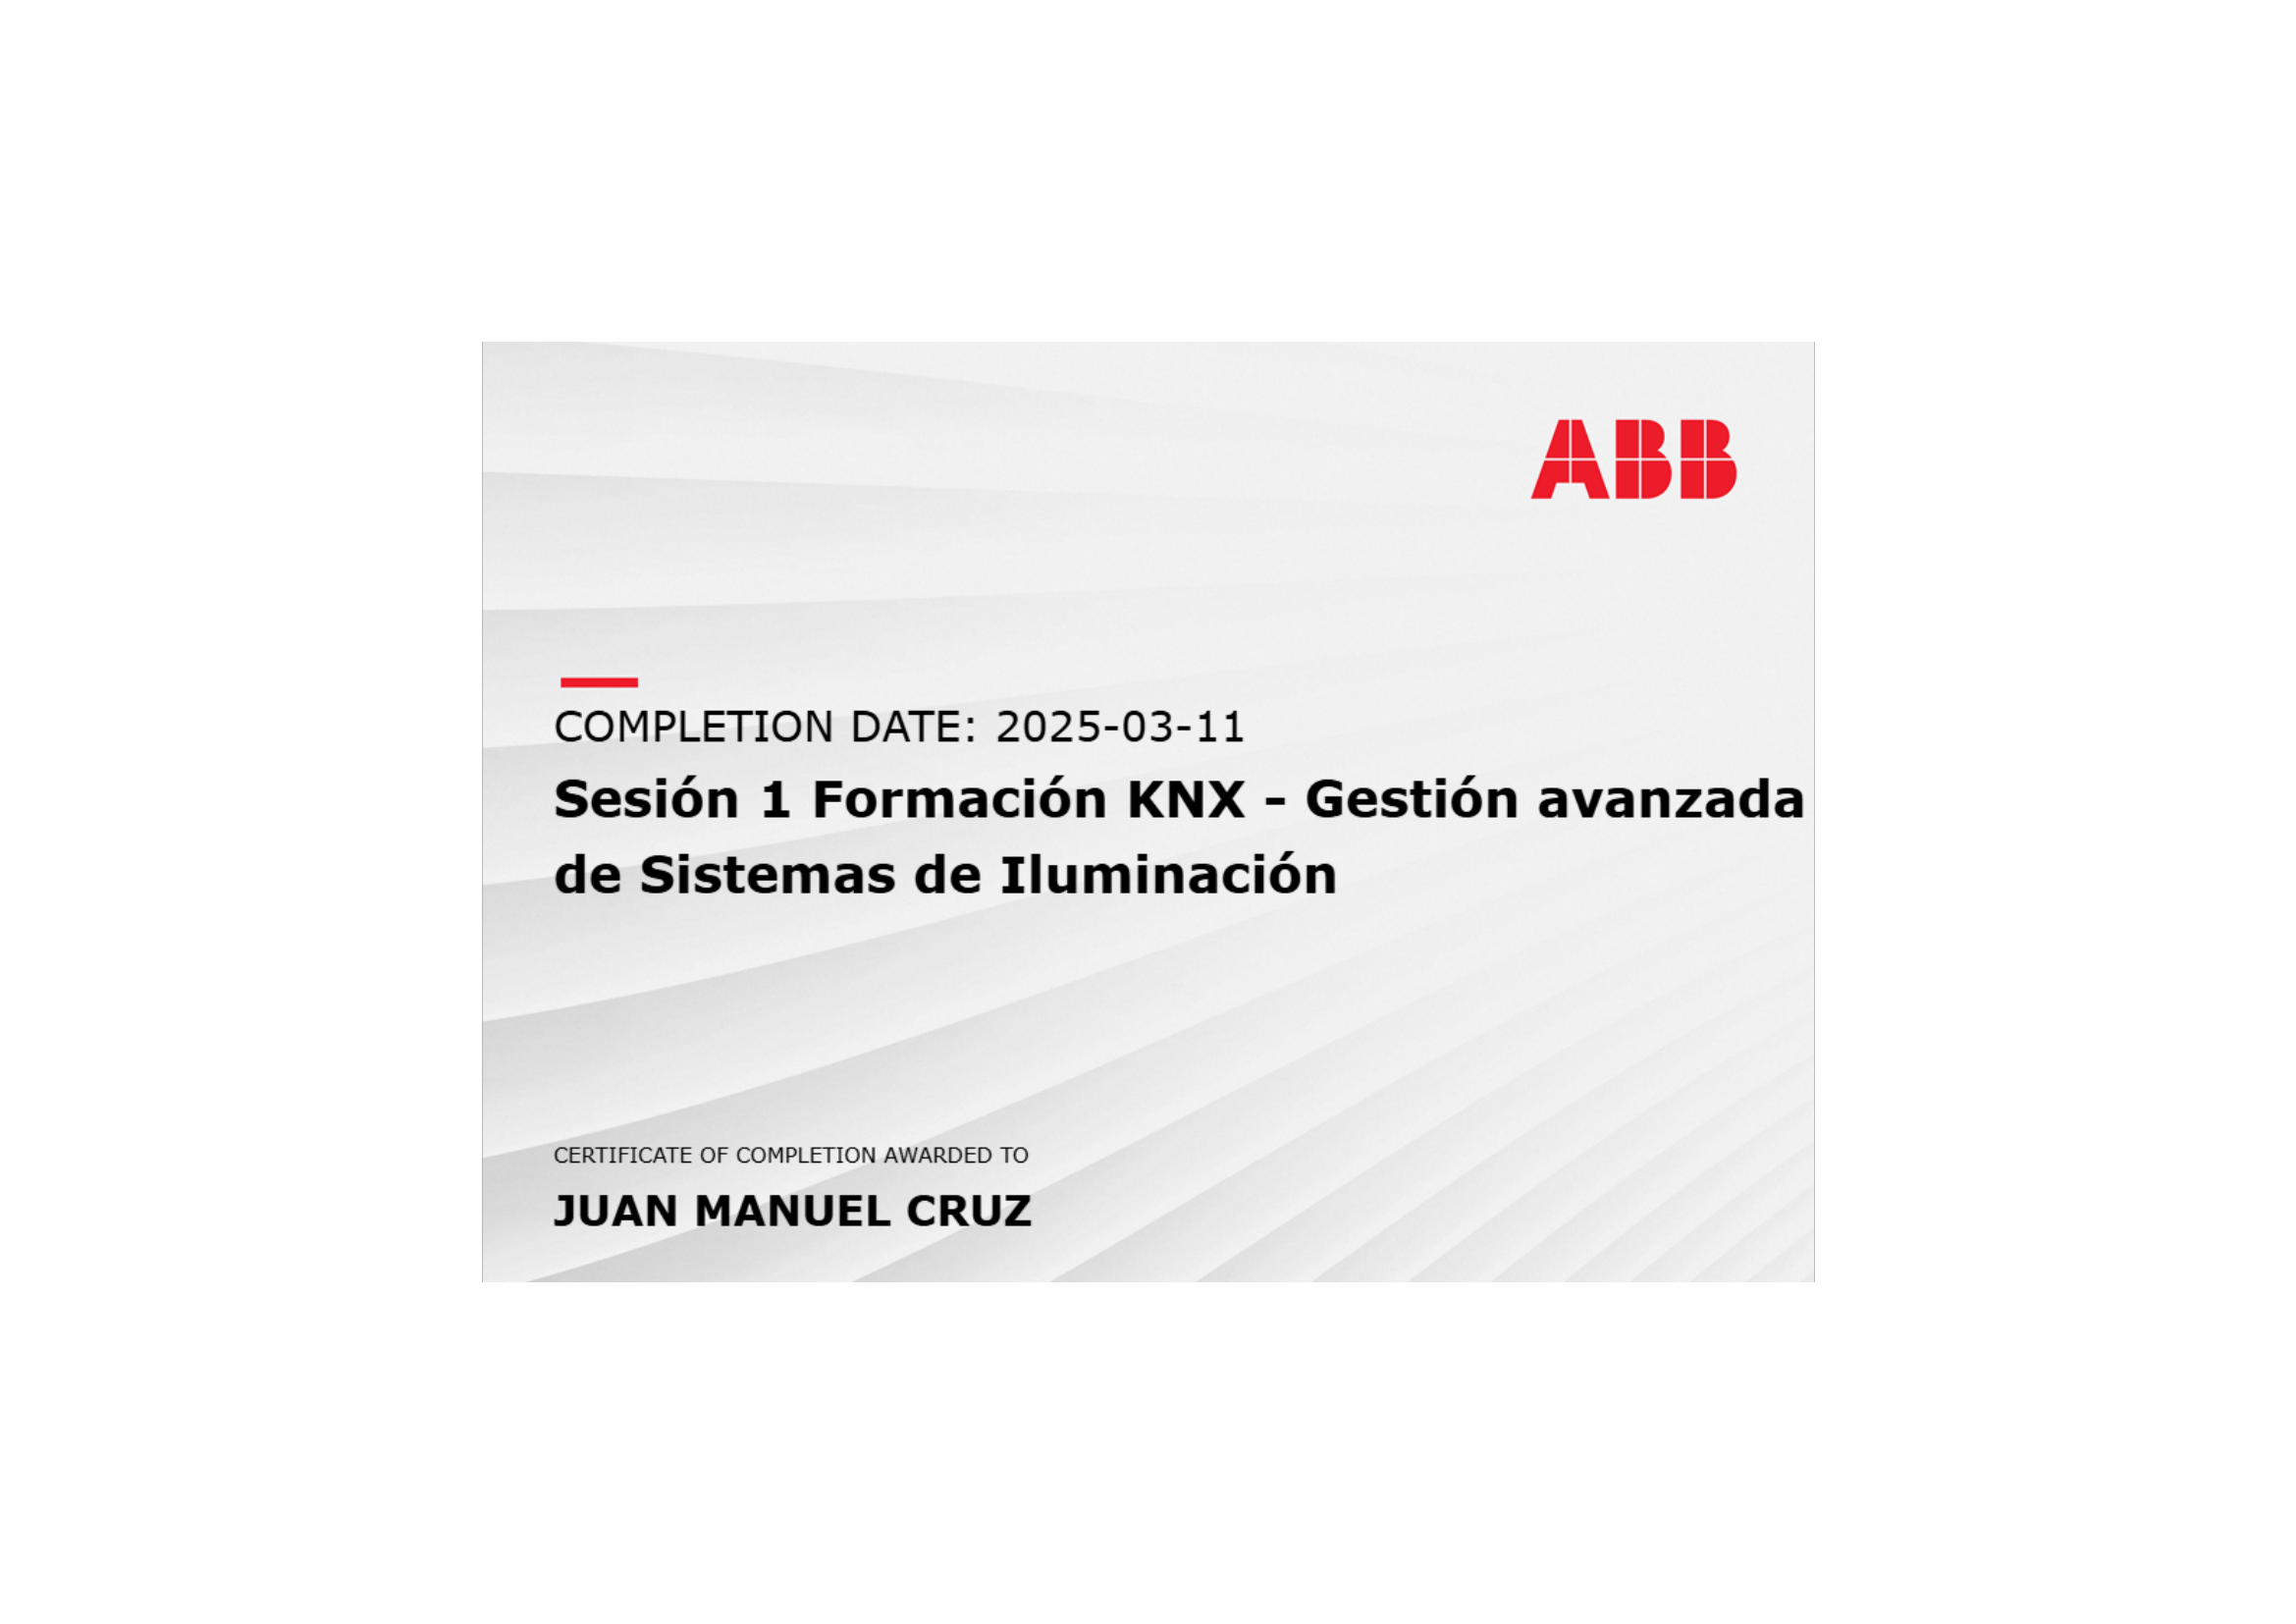 ABB
COMPLETION DATE: 2025-03-11
Sesión 1 Formación KNX - Gestión avanzada
de Sistemas de Iluminación
CERTIFICATE OF COMPLETION AWARDED TO
JUAN MANUEL CRUZ